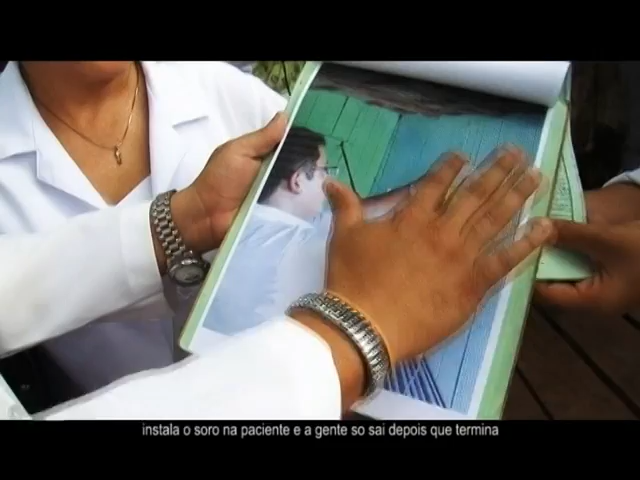 instala o soro na paciente e a gente so sai depois que termina